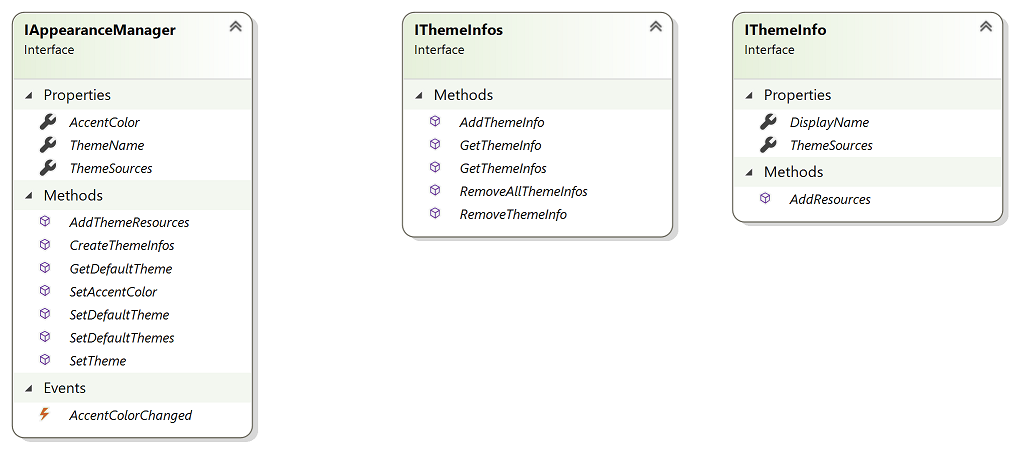 IAppearanceManager
Interface
Properties
AccentColor
ThemeName
ThemeSources
Methods
AddThemeResources
CreateThemeInfos
GetDefaultTheme
SetAccentColor
SetDefaultTheme
SetDefaultThemes
SetTheme
Events
AccentColorChanged
IThemeInfos
Interface
Methods
AddThemeInfo
GetThemeInfo
GetThemeInfos
RemoveAllThemeInfos
RemoveThemeInfo
IThemeInfo
Interface
Properties
DisplayName
ThemeSources
Methods
AddResources